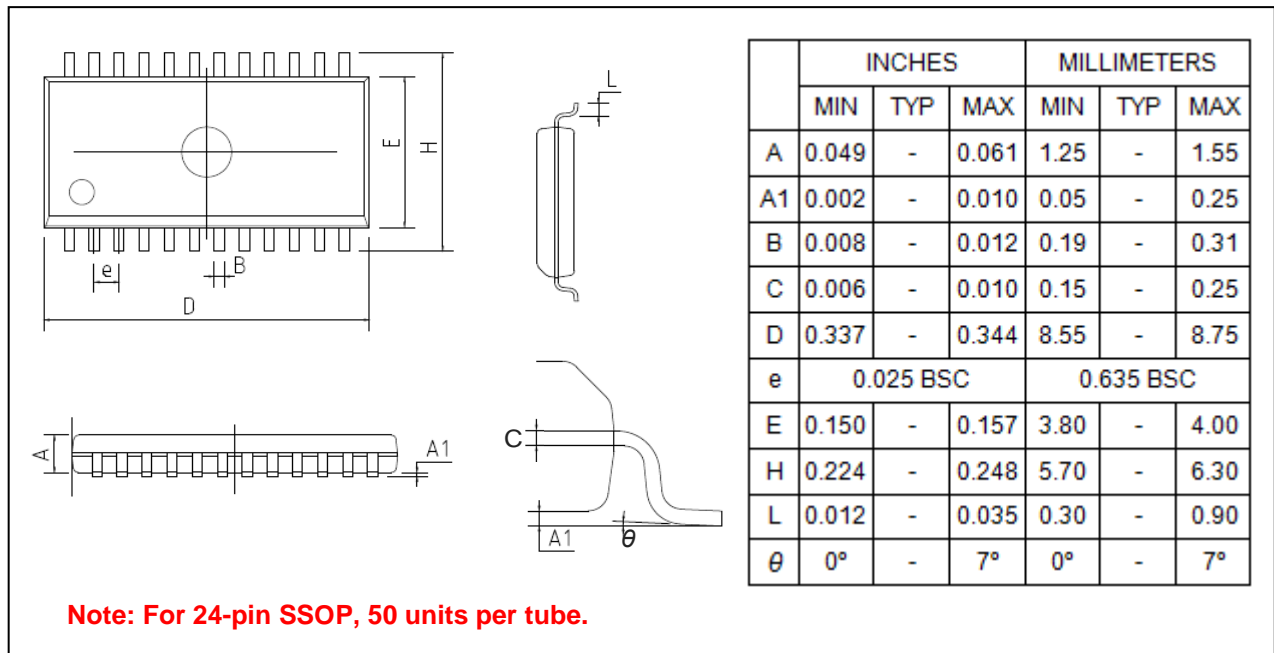 L
E
H
e
B
D
A
A1
C
A1
θ
INCHES MILLIMETERS
MIN TYP MAX MIN TYP MAX
A 0.049 - 0.061 1.25 - 1.55
A1 0.002 - 0.010 0.05 - 0.25
B 0.008 - 0.012 0.19 - 0.31
C 0.006 - 0.010 0.15 - 0.25
D 0.337 - 0.344 8.55 - 8.75
e 0.025 BSC 0.635 BSC
E 0.150 - 0.157 3.80 - 4.00
H 0.224 - 0.248 5.70 - 6.30
L 0.012 - 0.035 0.30 - 0.90
θ 0º - 7º 0º - 7º
Note: For 24-pin SSOP, 50 units per tube.